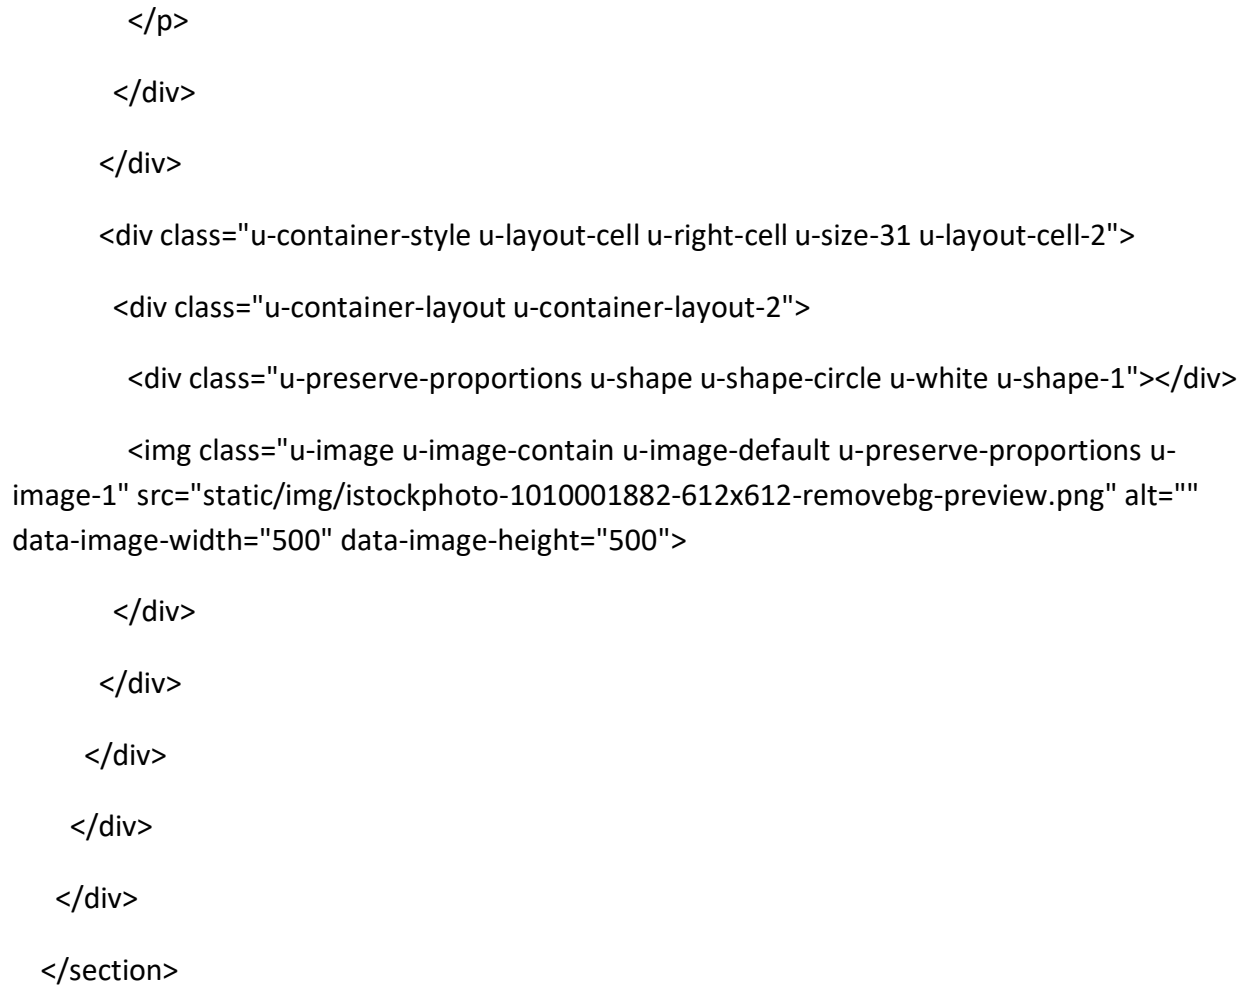 </p>
</div>
</div>
<div class="u-container-style u-layout-cell u-right-cell u-size-31 u-layout-cell-2">
<div class="u-container-layout u-container-layout-2">
<div class="u-preserve-proportions u-shape u-shape-circle u-white u-shape-1"></div>
<img class="u-image u-image-contain u-image-default u-preserve-proportions u-
image-1" src="static/img/istockphoto-1010001882-612x612-removebg-preview.png" alt=""
data-image-width="500" data-image-height="500">
</div>
</div>
</div>
</div>
</div>
</section>